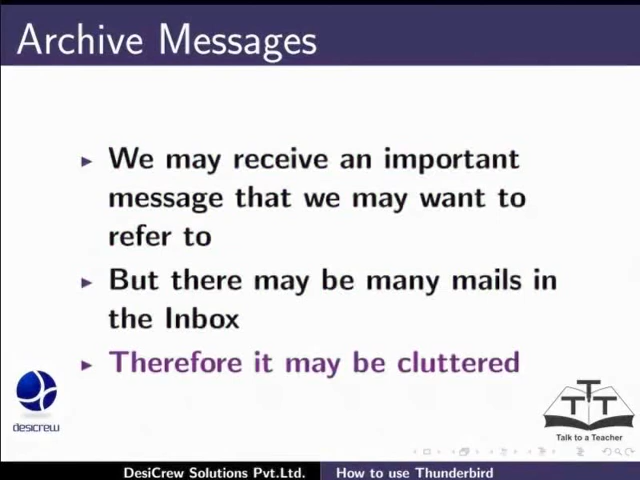 Archive Messages
We may receive an important
message that we may want to
refer to
But there may be many mails in
the Inbox
Therefore it may be cluttered
desicrew
TTT
Talk to a Teacher
DesiCrew Solutions Pvt.Ltd. How to use Thunderbird